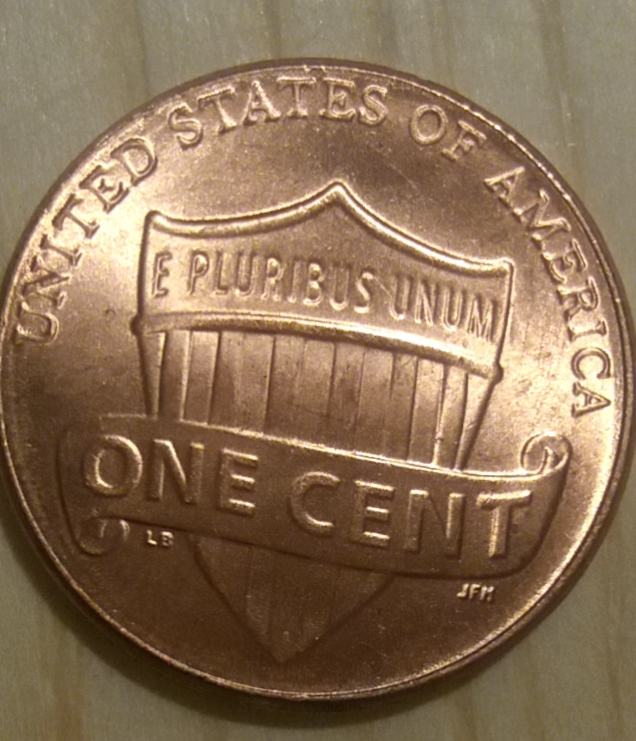 UNITED STATES OF AMERICA
E PLURIBUS UNUM
ONE CENT
LB
JFM